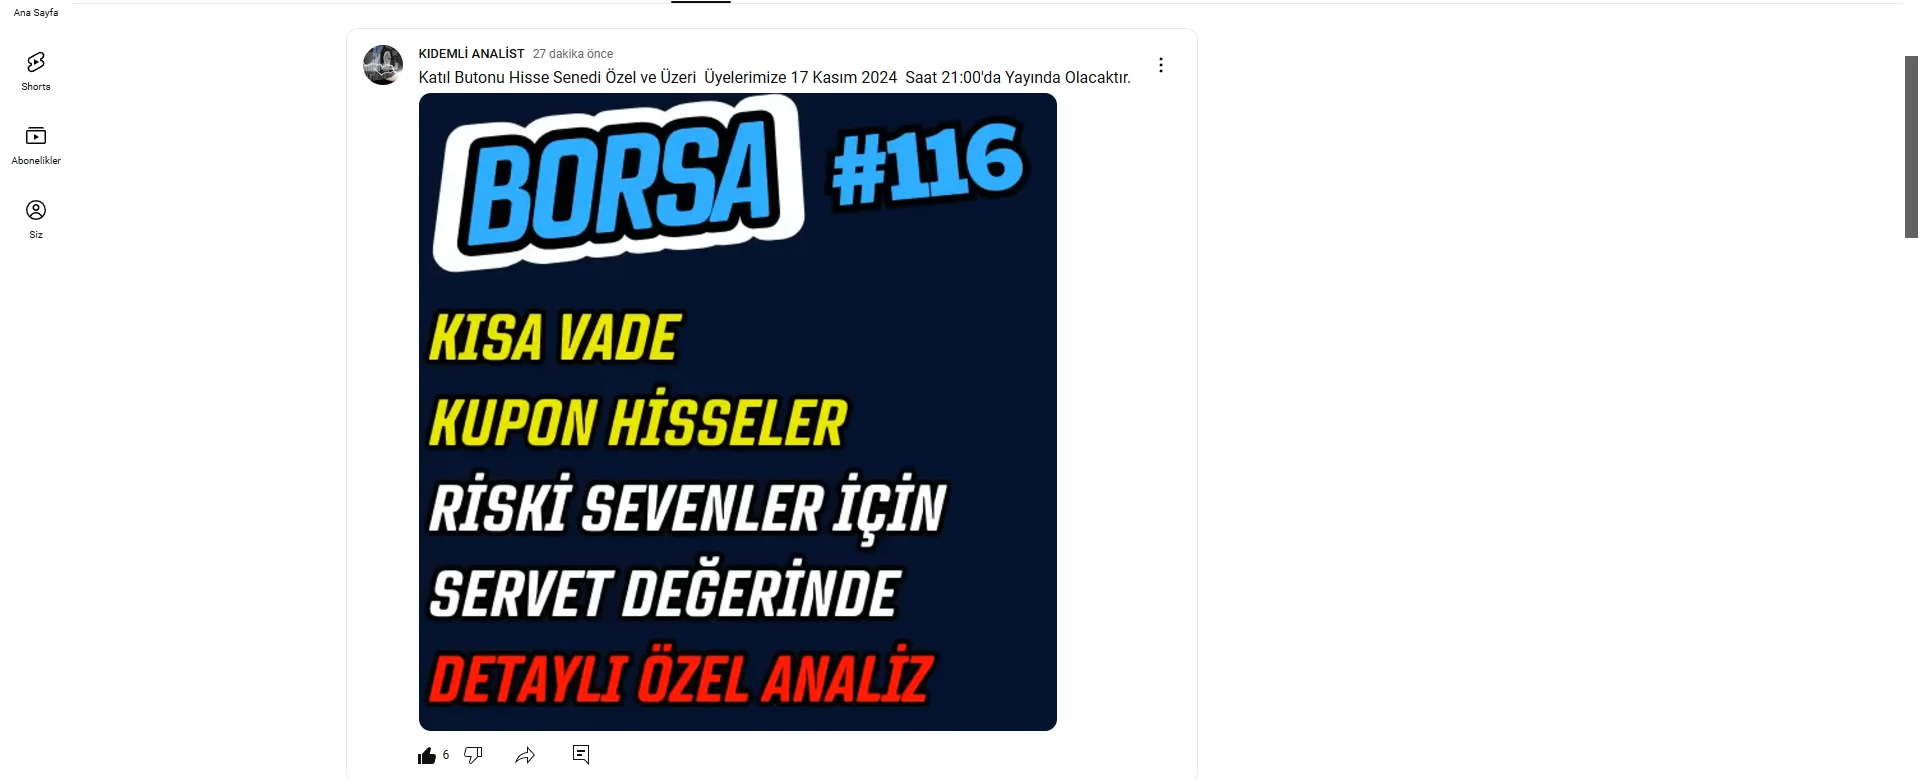 Ana Sayfa
Shorts
Abonelikler
Siz
KIDEMLİ ANALİST 27 dakika önce
Katıl Butonu Hisse Senedi Özel ve Üzeri  Üyelerimize 17 Kasım 2024  Saat 21:00'da Yayında Olacaktır.
BORSA #116
KISA VADE
KUPON HİSSELER
RİSKİ SEVENLER İÇİN
SERVET DEĞERİNDE
DETAYLI ÖZEL ANALİZ
6